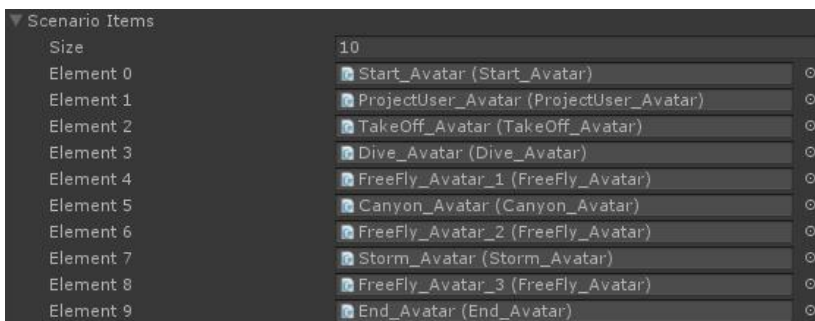 Scenario Items
Size 10
Element 0 Start_Avatar (Start_Avatar)
Element 1 ProjectUser_Avatar (ProjectUser_Avatar)
Element 2 TakeOff_Avatar (TakeOff_Avatar)
Element 3 Dive_Avatar (Dive_Avatar)
Element 4 FreeFly_Avatar_1 (FreeFly_Avatar)
Element 5 Canyon_Avatar (Canyon_Avatar)
Element 6 FreeFly_Avatar_2 (FreeFly_Avatar)
Element 7 Storm_Avatar (Storm_Avatar)
Element 8 FreeFly_Avatar_3 (FreeFly_Avatar)
Element 9 End_Avatar (End_Avatar)